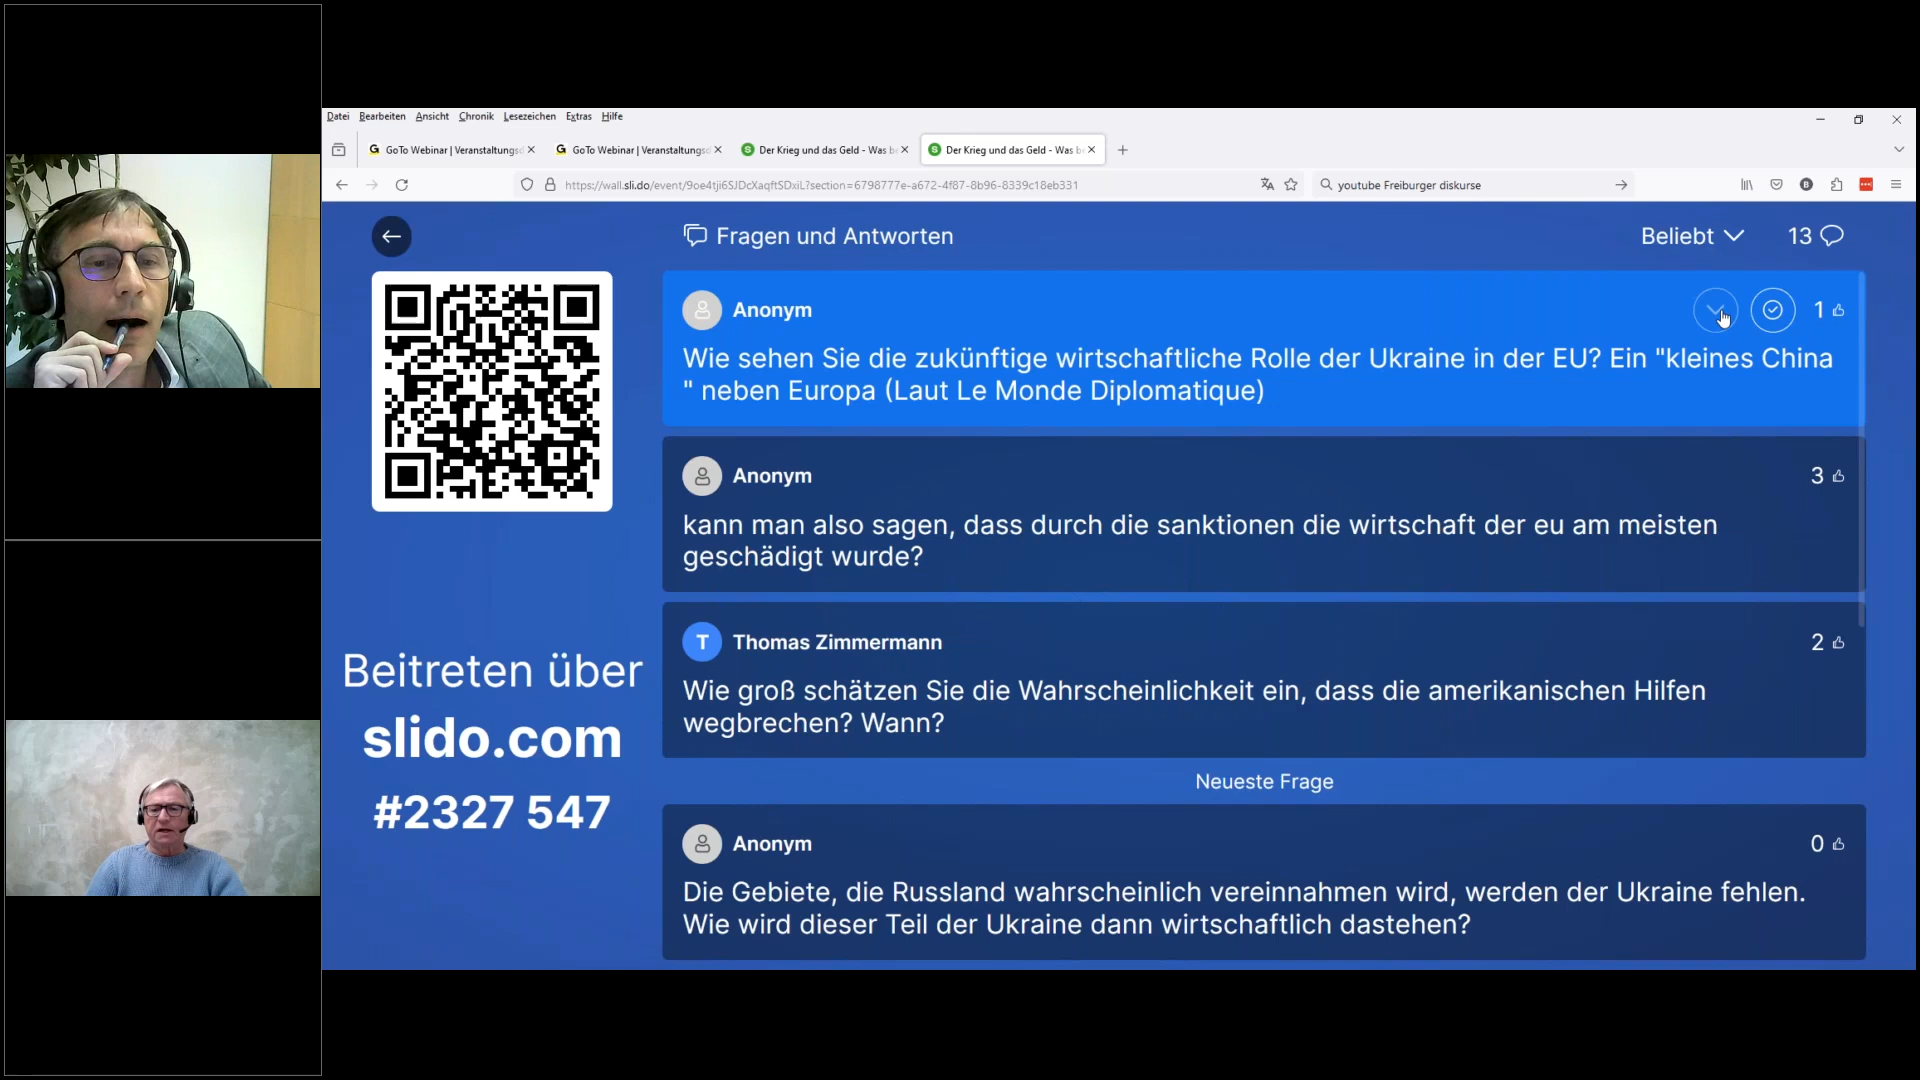 Datei Bearbeiten Ansicht Chronik Lesezeichen Extras Hilfe
GoTo Webinar | Veranstaltungsd
GoTo Webinar | Veranstaltungsd
Der Krieg und das Geld - Was b
Der Krieg und das Geld - Was b
https://wall.sli.do/event/9oe4tji6SJDcXaqftSDxiL?section=6798777e-a672-4f87-8b96-8339c18eb331
youtube Freiburger diskurse
Fragen und Antworten
Beliebt
13
Anonym
1
Wie sehen Sie die zukünftige wirtschaftliche Rolle der Ukraine in der EU? Ein "kleines China
" neben Europa (Laut Le Monde Diplomatique)
Anonym
3
kann man also sagen, dass durch die sanktionen die wirtschaft der eu am meisten
geschädigt wurde?
T
Thomas Zimmermann
2
Wie groß schätzen Sie die Wahrscheinlichkeit ein, dass die amerikanischen Hilfen
wegbrechen? Wann?
Neueste Frage
Anonym
0
Die Gebiete, die Russland wahrscheinlich vereinnahmen wird, werden der Ukraine fehlen.
Wie wird dieser Teil der Ukraine dann wirtschaftlich dastehen?
Beitreten über
slido.com
#2327 547